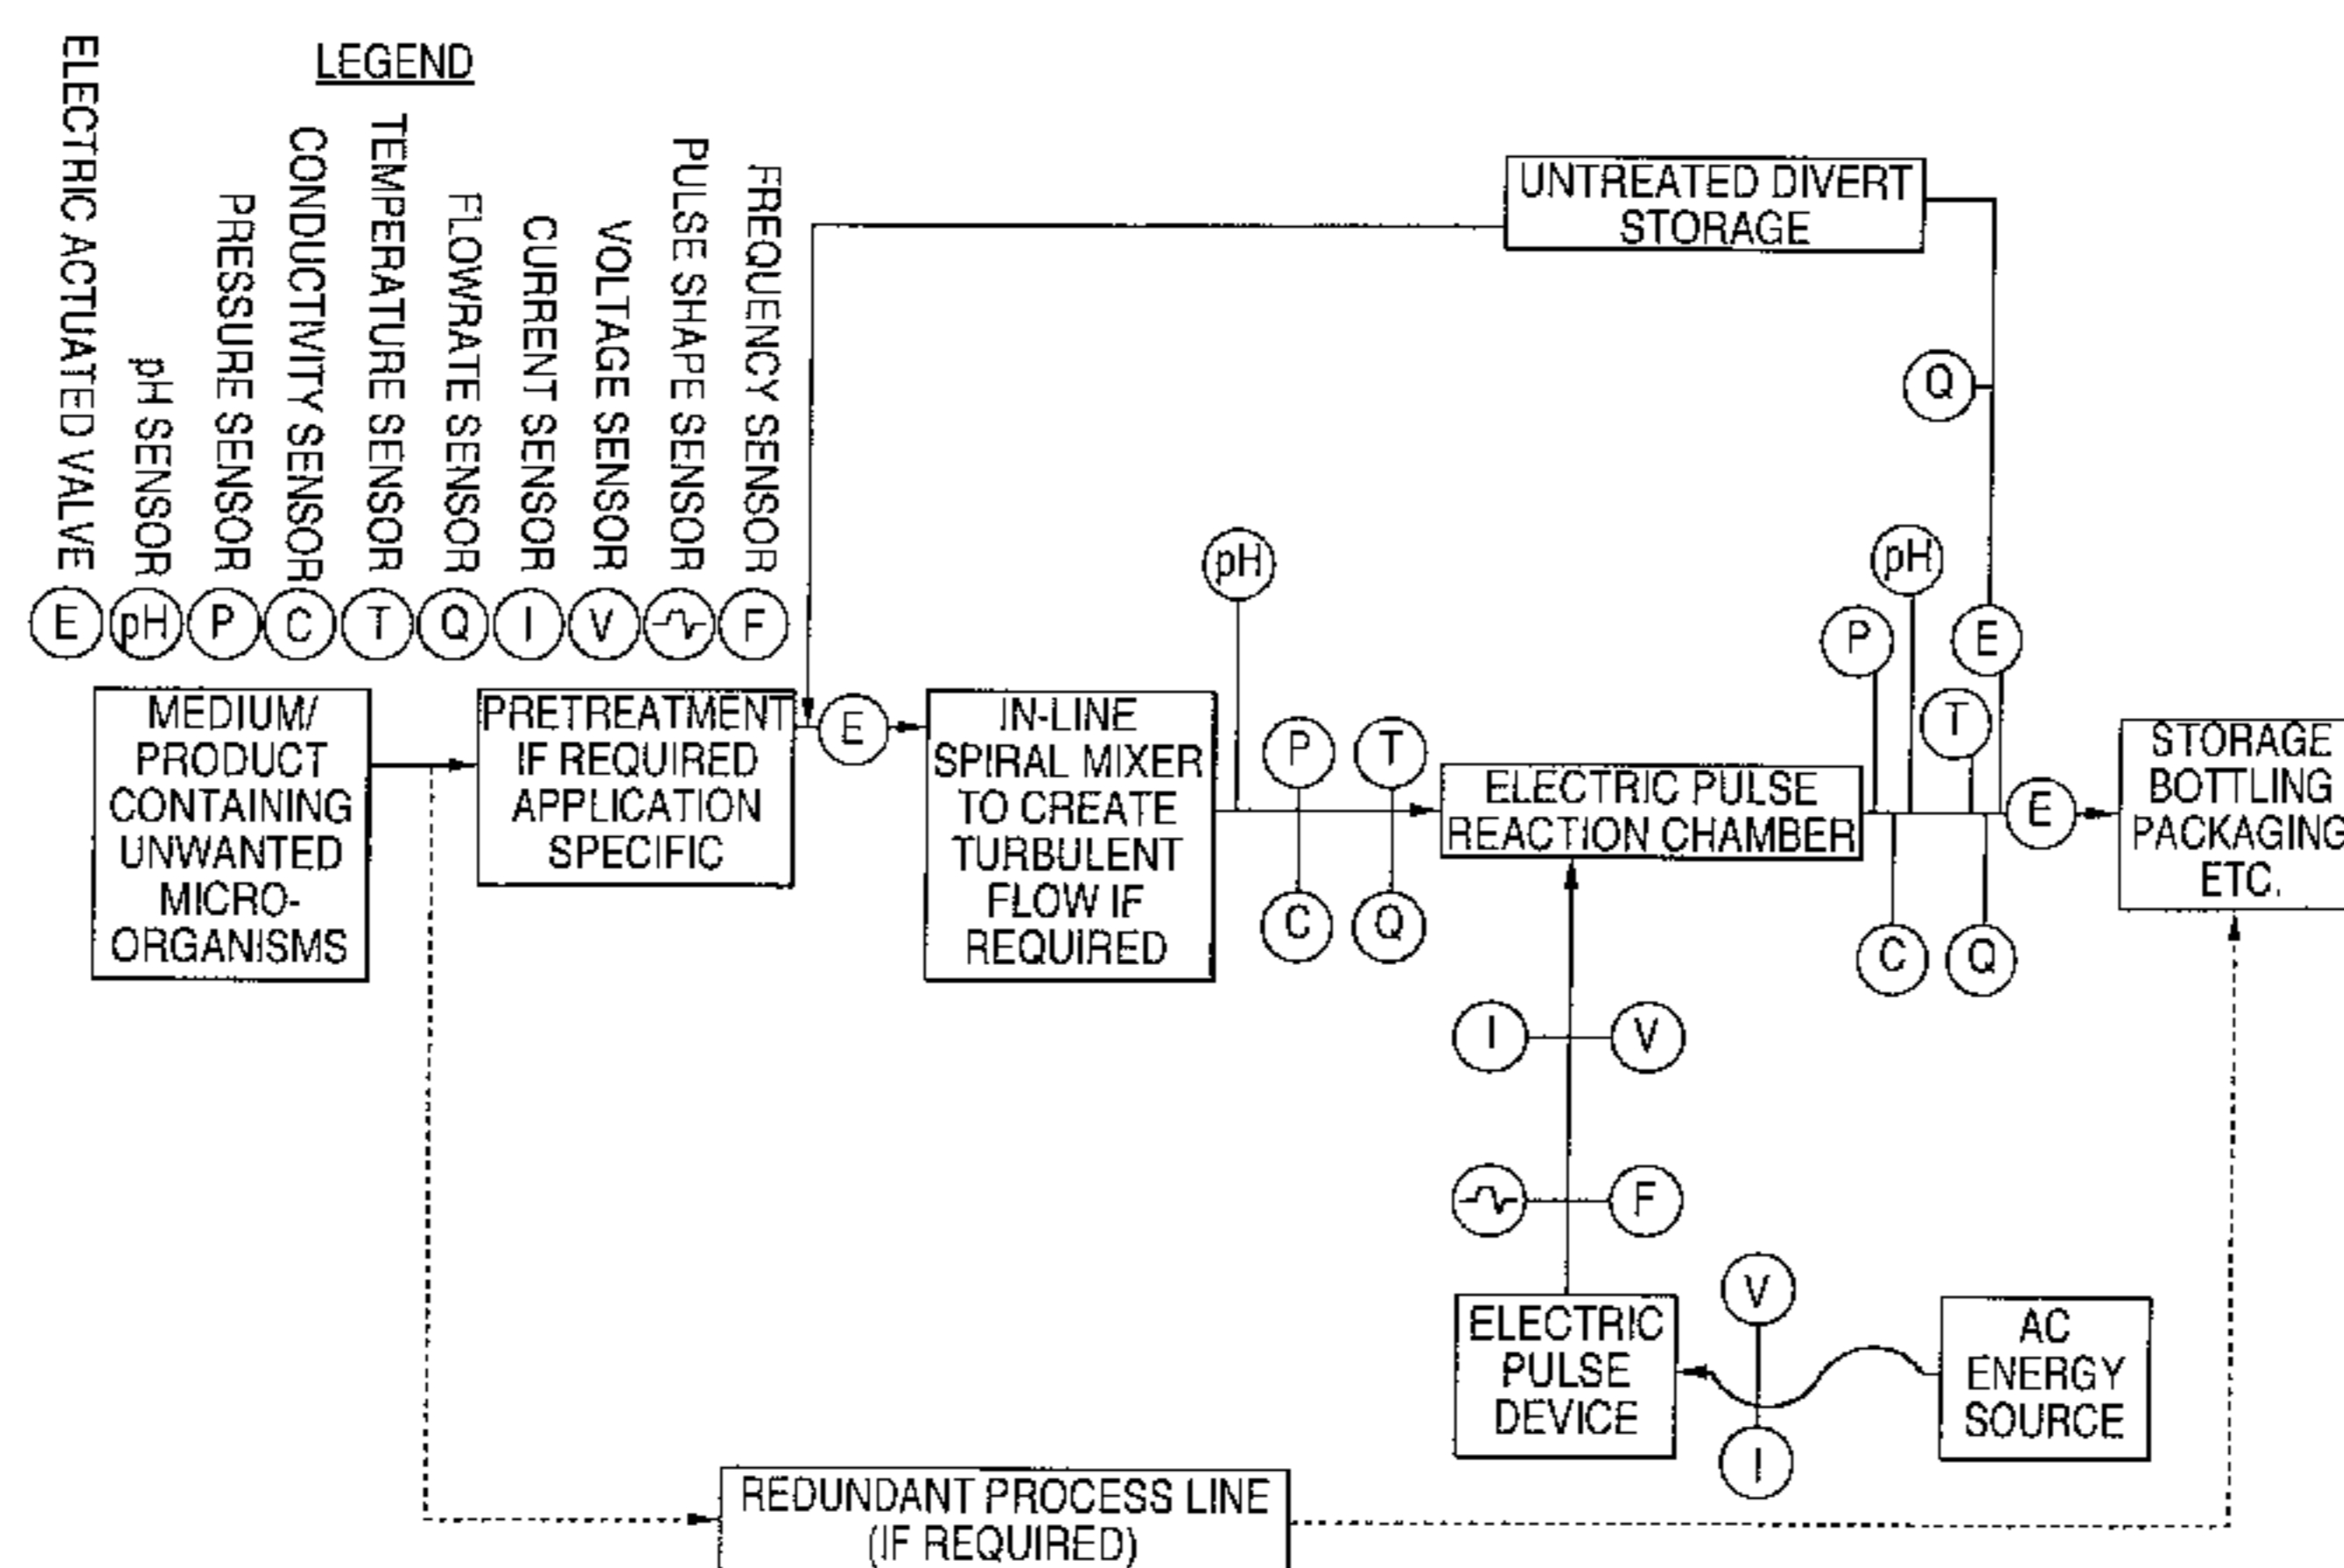 LEGEND
ELECTRIC ACTUATED VALVE
pH SENSOR
PRESSURE SENSOR
CONDUCTIVITY SENSOR
TEMPERATURE SENSOR
FLOWRATE SENSOR
CURRENT SENSOR
VOLTAGE SENSOR
PULSE SHAPE SENSOR
FREQUENCY SENSOR
E
pH
P
C
T
Q
I
V
F
UNTREATED DIVERT
STORAGE
Q
MEDIUM/
PRODUCT
CONTAINING
UNWANTED
MICRO-
ORGANISMS
PRETREATMENT
IF REQUIRED
APPLICATION
SPECIFIC
E
IN-LINE
SPIRAL MIXER
TO CREATE
TURBULENT
FLOW IF
REQUIRED
pH
P
T
C
Q
ELECTRIC PULSE
REACTION CHAMBER
P
pH
E
T
E
C
Q
STORAGE
BOTTLING
PACKAGING
ETC.
I
V
F
ELECTRIC
PULSE
DEVICE
V
I
AC
ENERGY
SOURCE
REDUNDANT PROCESS LINE
(IF REQUIRED)